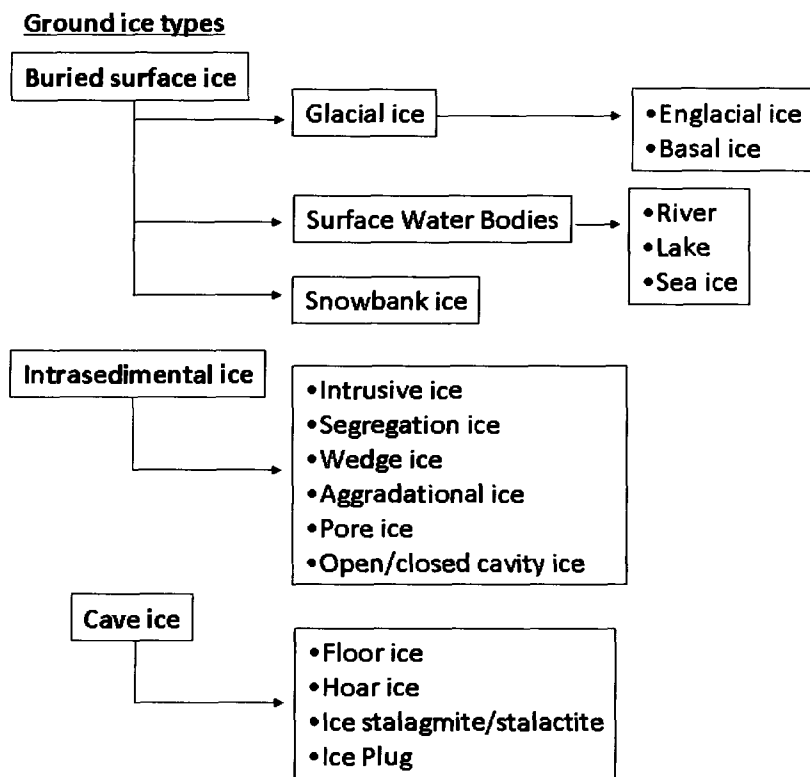 Ground ice types
Buried surface ice
Glacial ice
•Englacial ice
•Basal ice
Surface Water Bodies
•River
•Lake
•Sea ice
Snowbank ice
Intrasedimental ice
•Intrusive ice
•Segregation ice
•Wedge ice
•Aggradational ice
•Pore ice
•Open/closed cavity ice
Cave ice
•Floor ice
•Hoar ice
•Ice stalagmite/stalactite
•Ice Plug